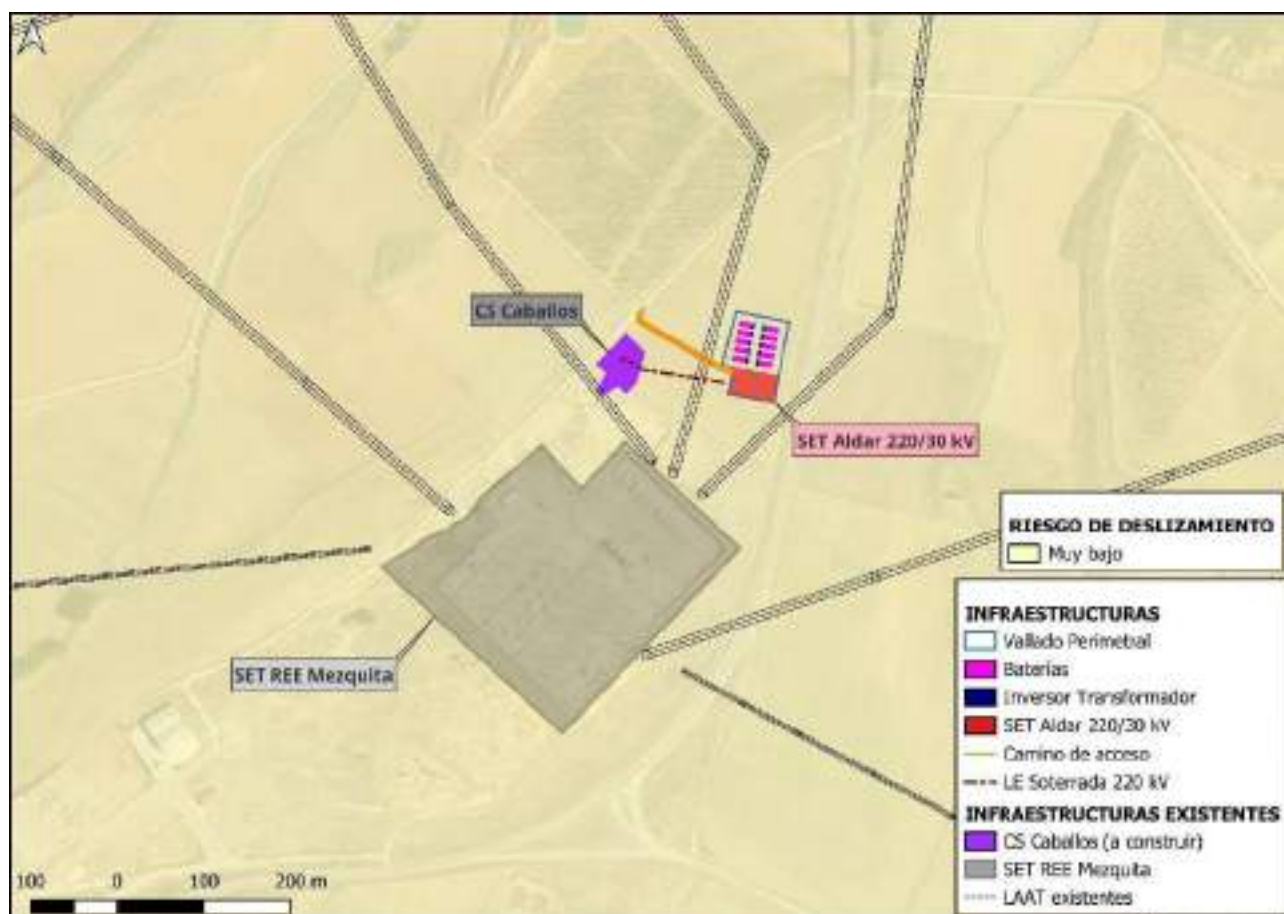 CS Caballos
SET Aldar 220/30 kV
SET REE Mezquita
RIESGO DE DESLIZAMIENTO
Muy bajo
INFRAESTRUCTURAS
Vallado Perimetral
Baterías
Inversor Transformador
SET Aldar 220/30 kV
Camino de acceso
LE Soterrada 220 kV
INFRAESTRUCTURAS EXISTENTES
CS Caballos (a construir)
SET REE Mezquita
LAAT existentes
100 0 100 200 m